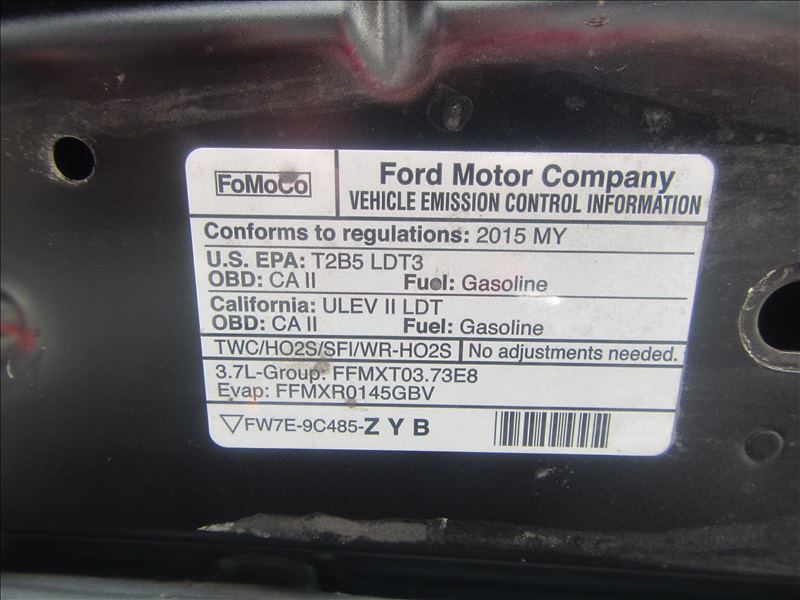 FoMoCo
Ford Motor Company
VEHICLE EMISSION CONTROL INFORMATION
Conforms to regulations: 2015 MY
U.S. EPA: T2B5 LDT3
OBD: CA II Fuel: Gasoline
California: ULEV II LDT
OBD: CA II Fuel: Gasoline
TWC/HO2S/SFI/WR-HO2S No adjustments needed.
3.7L-Group: FFMXT03.73E8
Evap: FFMXR0145GBV
FW7E-9C485-Z Y B